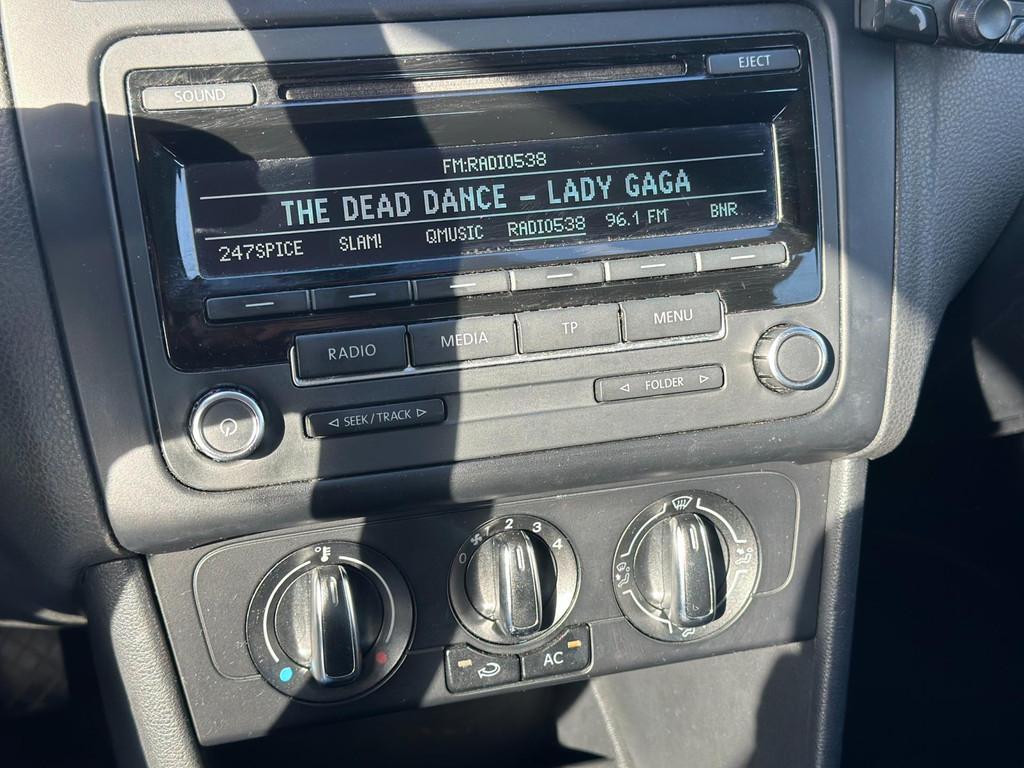 EJECT
SOUND
FM:RADIO538
THE DEAD DANCE - LADY GAGA
247SPICE SLAM! QMUSIC RADIO538 96.1 FM BNR
RADIO MEDIA TP MENU
◁ FOLDER ▷
◁ SEEK/TRACK ▷
0 1 2 3 4
AC